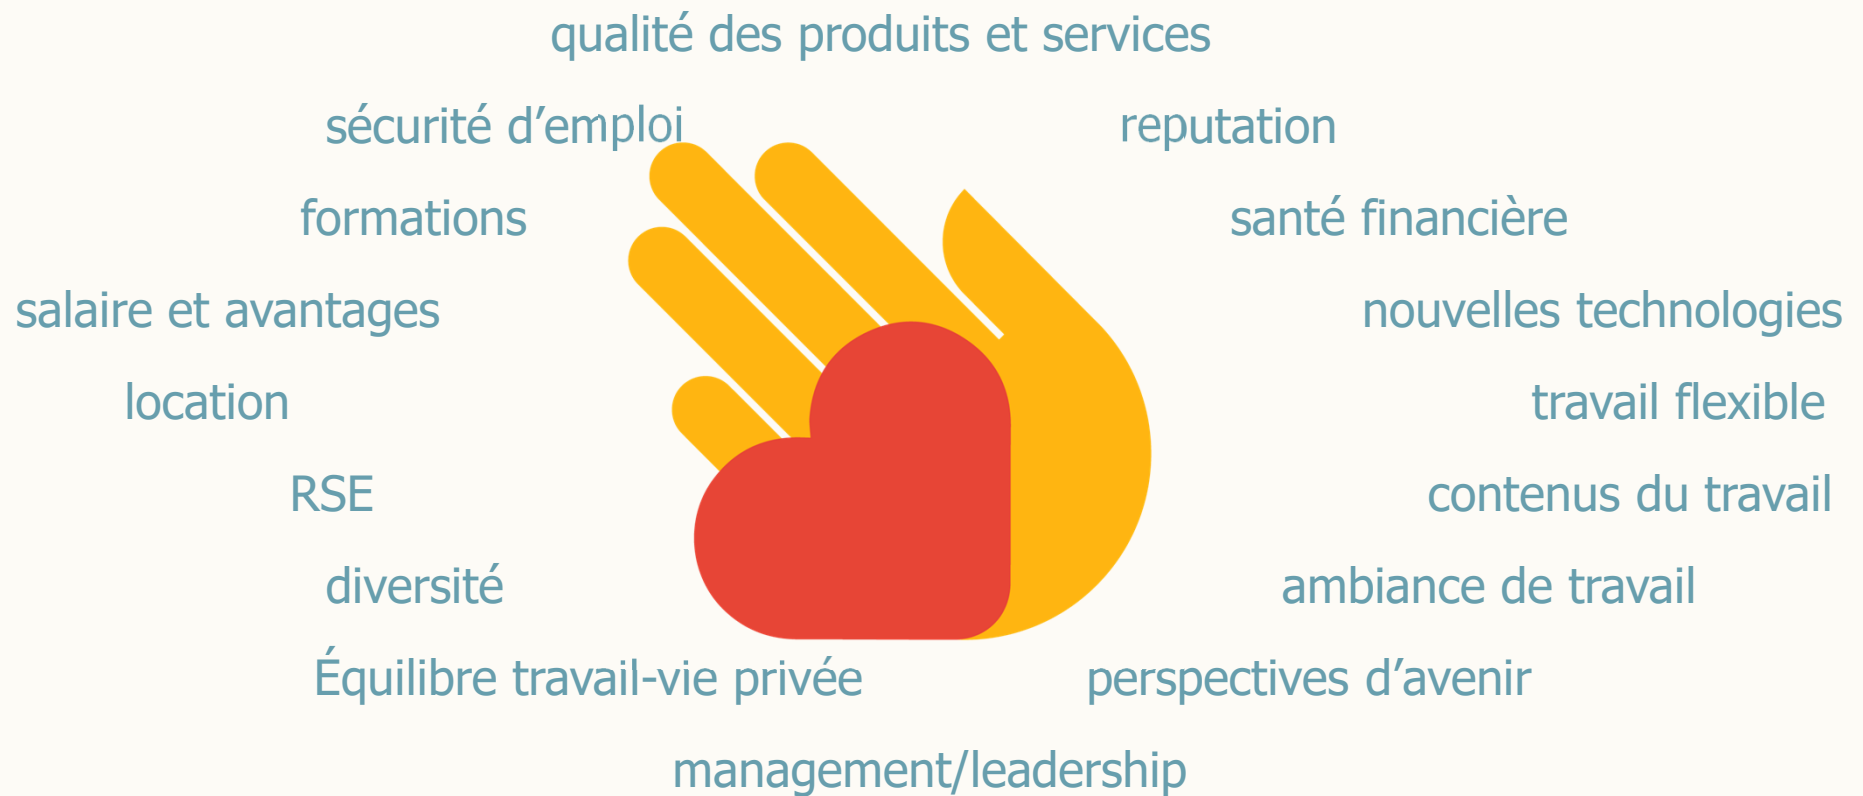 qualité des produits et services
sécurité d’emploi
reputation
formations
santé financière
salaire et avantages
nouvelles technologies
location
travail flexible
RSE
contenus du travail
diversité
ambiance de travail
Équilibre travail-vie privée
perspectives d’avenir
management/leadership